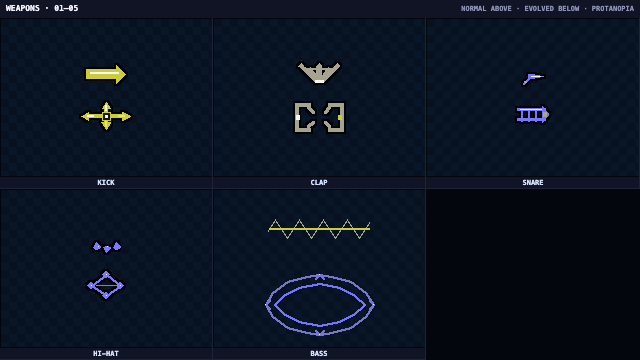 WEAPONS · 01—05
NORMAL ABOVE · EVOLVED BELOW · PROTANOPIA
KICK
CLAP
SNARE
HI-HAT
BASS